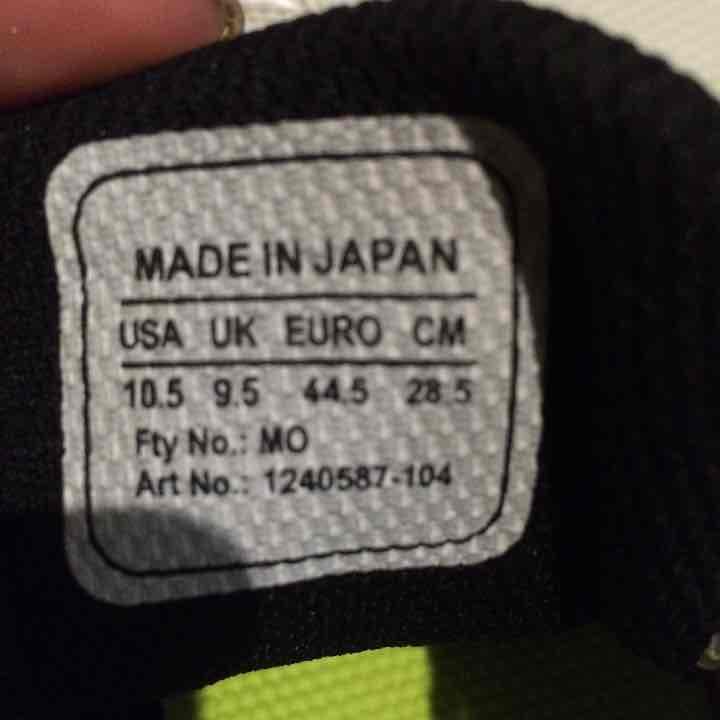 MADE IN JAPAN
USA UK EURO CM
10.5 9.5 44.5 28.5
Fty No.: MO
Art No.: 1240587-104